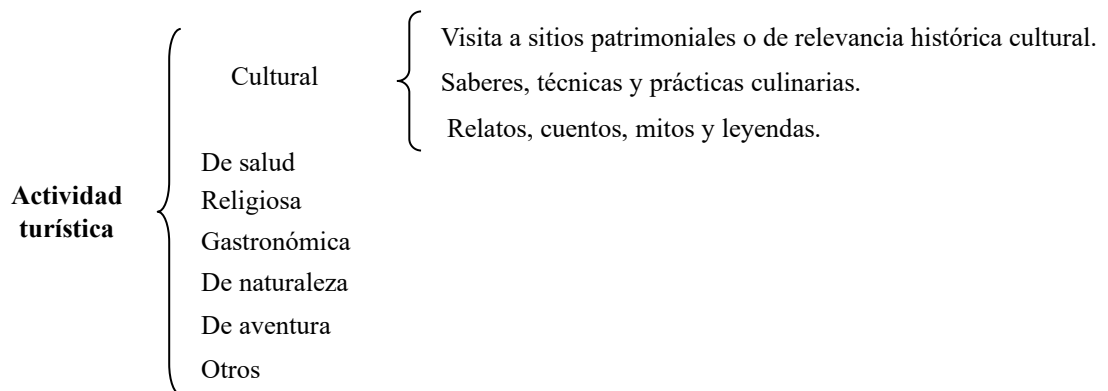 Actividad
turística
Cultural
Visita a sitios patrimoniales o de relevancia histórica cultural.
Saberes, técnicas y prácticas culinarias.
Relatos, cuentos, mitos y leyendas.
De salud
Religiosa
Gastronómica
De naturaleza
De aventura
Otros